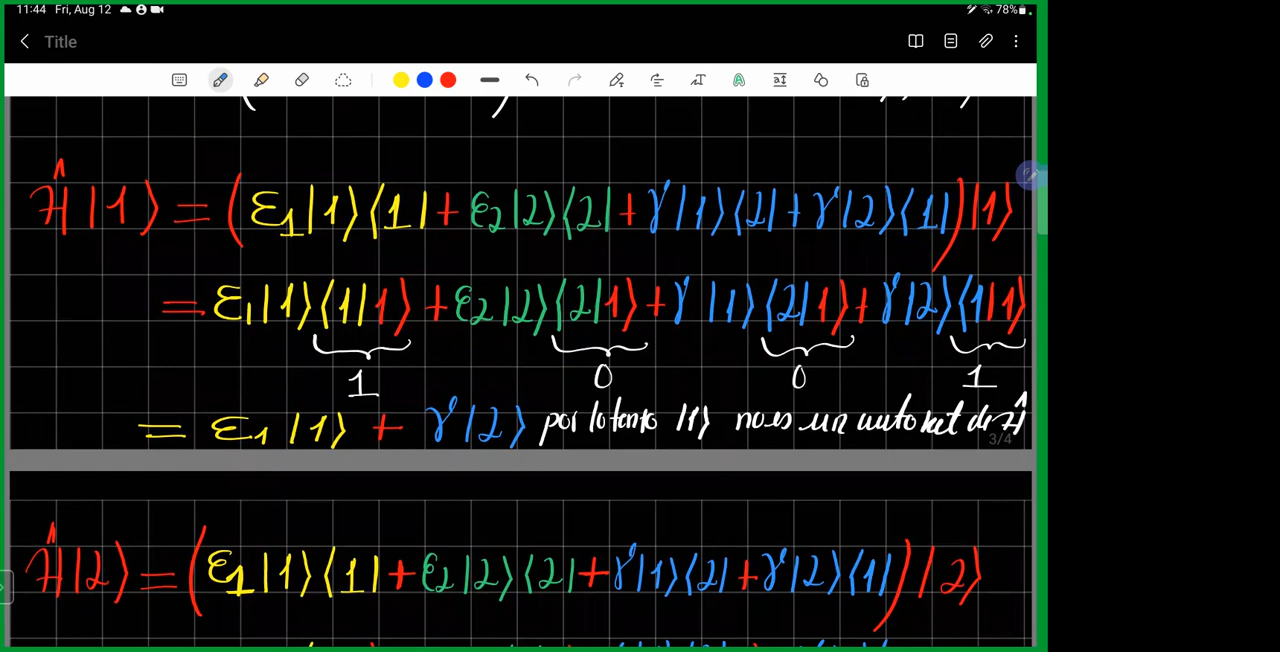 11:44 Fri, Aug 12 78%
Title
Ĥ|1⟩ = (ε₁|1⟩⟨1| + ε₂|2⟩⟨2| + γ|1⟩⟨2| + γ|2⟩⟨1|)|1⟩
= ε₁|1⟩⟨1|1⟩ + ε₂|2⟩⟨2|1⟩ + γ|1⟩⟨2|1⟩ + γ|2⟩⟨1|1⟩
1 0 0 1
= ε₁|1⟩ + γ|2⟩ por lo tanto |1⟩ no es un autoket de Ĥ
3/4
Ĥ|2⟩ = (ε₁|1⟩⟨1| + ε₂|2⟩⟨2| + γ|1⟩⟨2| + γ|2⟩⟨1|)|2⟩